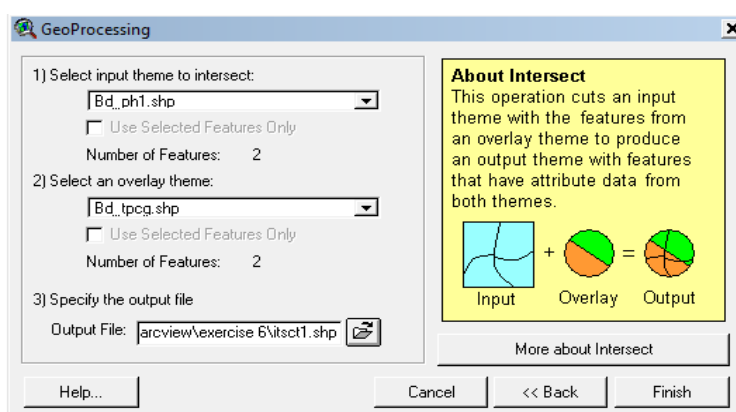 GeoProcessing
1) Select input theme to intersect:
Bd_ph1.shp
Use Selected Features Only
Number of Features: 2
2) Select an overlay theme:
Bd_tpcg.shp
Use Selected Features Only
Number of Features: 2
3) Specify the output file
Output File: arcview\exercise 6\itsct1.shp
About Intersect
This operation cuts an input
theme with the features from
an overlay theme to produce
an output theme with features
that have attribute data from
both themes.
+ =
Input Overlay Output
More about Intersect
Help... Cancel << Back Finish